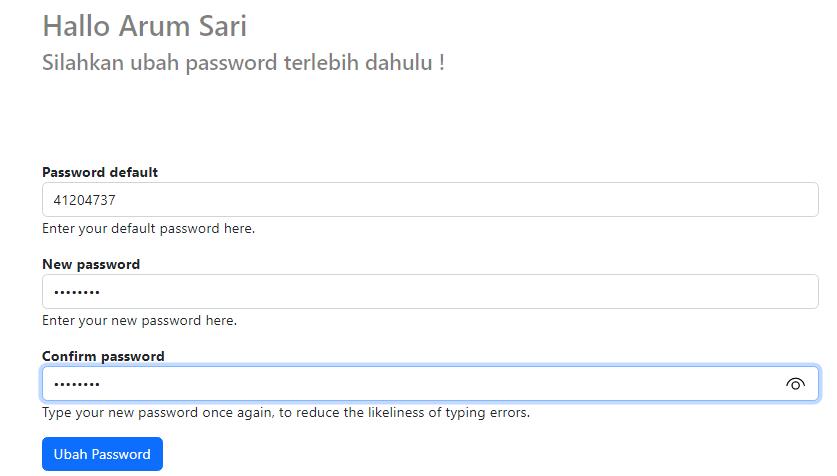 Hallo Arum Sari
Silahkan ubah password terlebih dahulu !
Password default
41204737
Enter your default password here.
New password
••••••••
Enter your new password here.
Confirm password
••••••••
Type your new password once again, to reduce the likeliness of typing errors.
Ubah Password